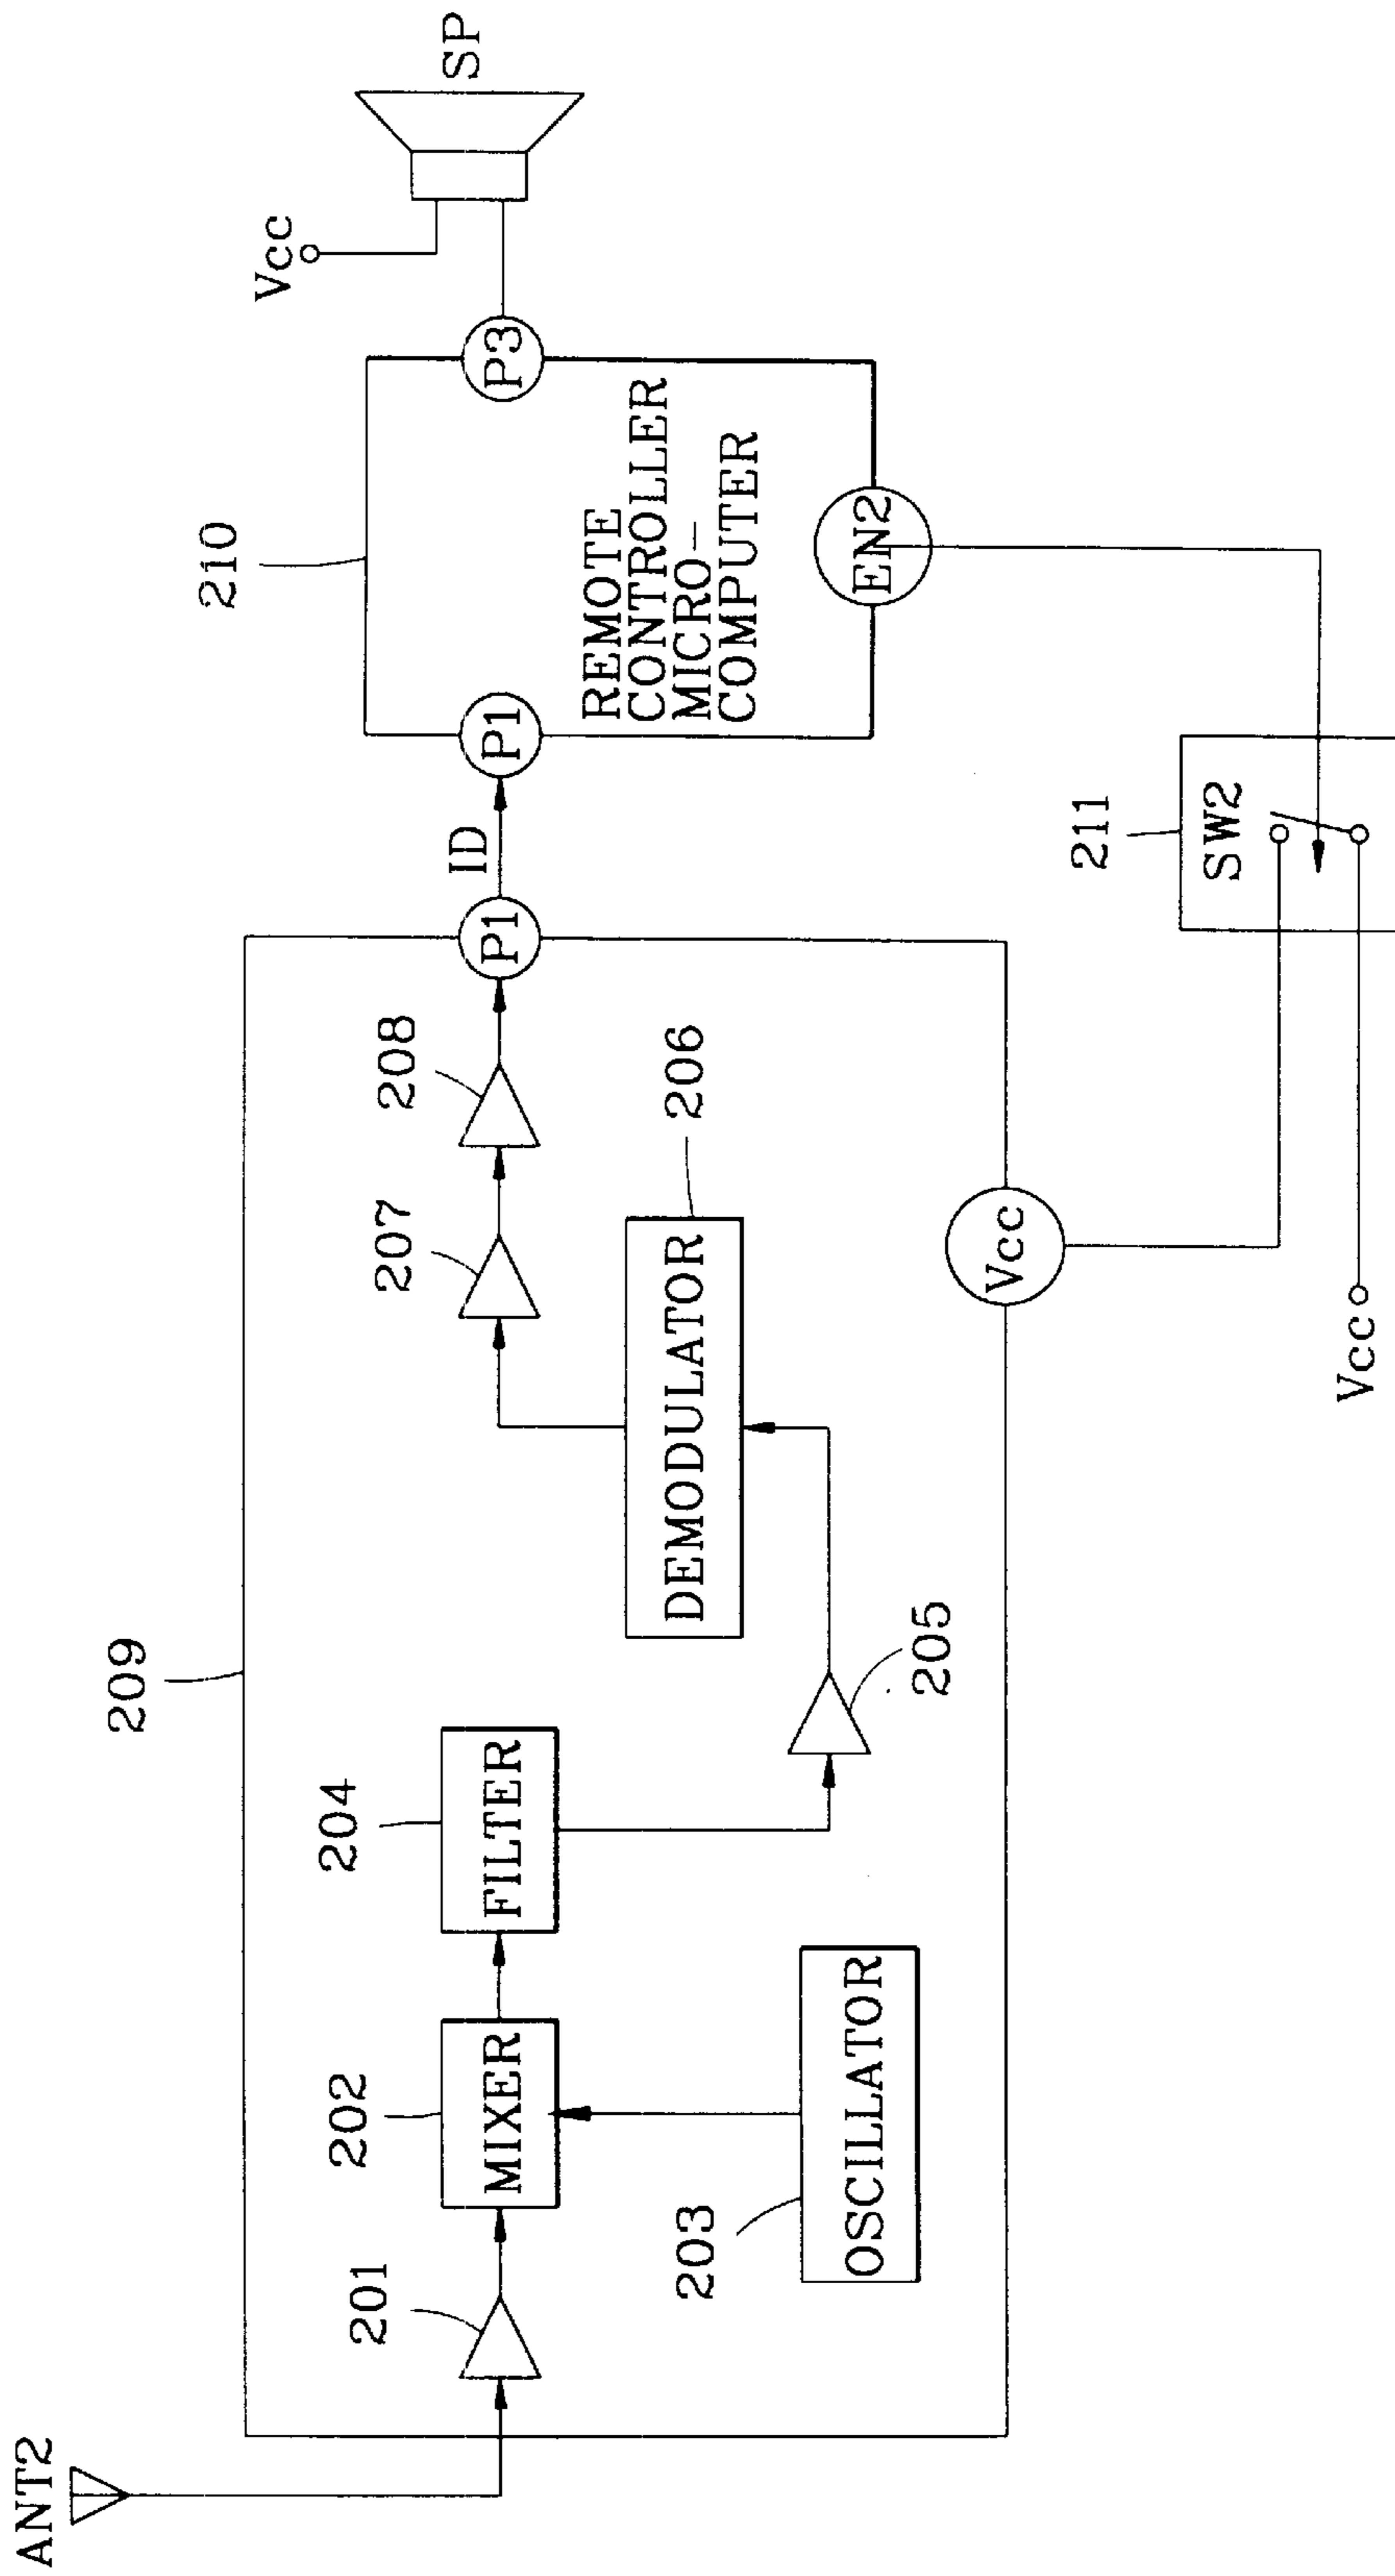 ANT2
209
201
202
MIXER
203
OSCILLATOR
204
FILTER
205
206
DEMODULATOR
207
208
P1
ID
Vcc
210
P1
REMOTE
CONTROLLER
MICRO-
COMPUTER
P3
EN2
Vcc
SP
211
SW2
Vcc